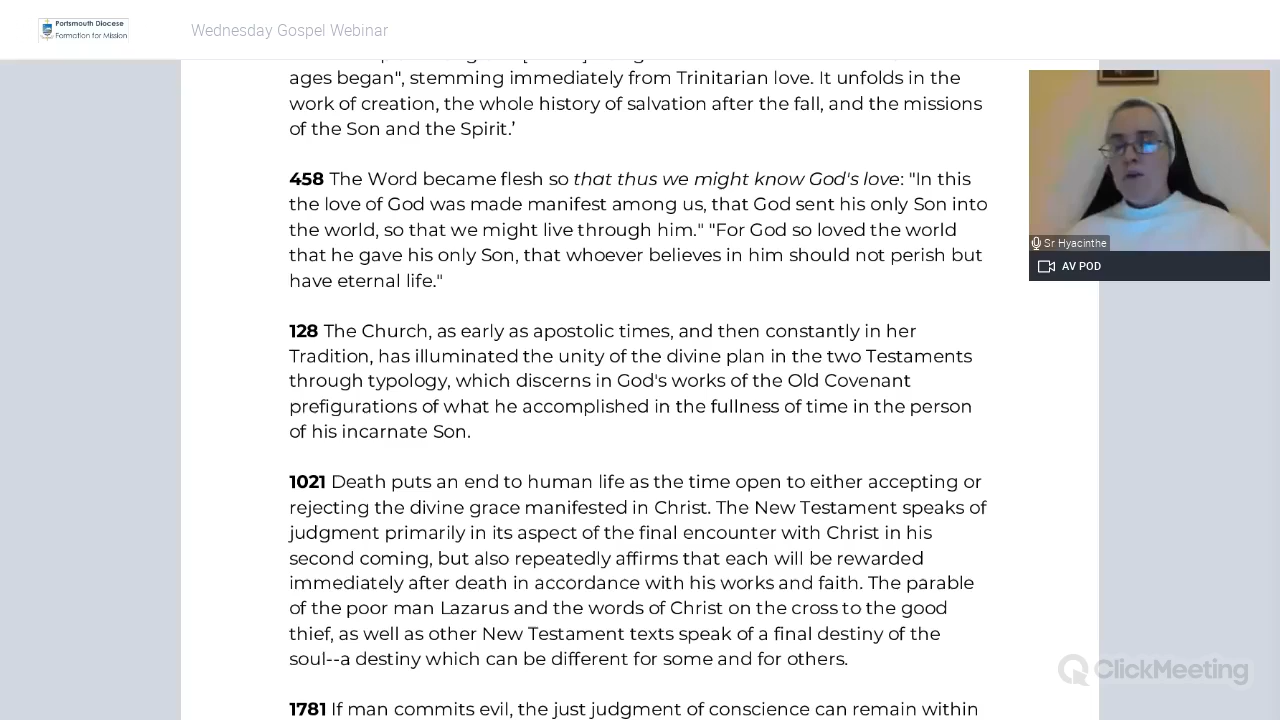 Portsmouth Diocese
Formation for Mission
Wednesday Gospel Webinar
ages began", stemming immediately from Trinitarian love. It unfolds in the
work of creation, the whole history of salvation after the fall, and the missions
of the Son and the Spirit.’
458 The Word became flesh so that thus we might know God's love: "In this
the love of God was made manifest among us, that God sent his only Son into
the world, so that we might live through him." "For God so loved the world
that he gave his only Son, that whoever believes in him should not perish but
have eternal life."
128 The Church, as early as apostolic times, and then constantly in her
Tradition, has illuminated the unity of the divine plan in the two Testaments
through typology, which discerns in God's works of the Old Covenant
prefigurations of what he accomplished in the fullness of time in the person
of his incarnate Son.
1021 Death puts an end to human life as the time open to either accepting or
rejecting the divine grace manifested in Christ. The New Testament speaks of
judgment primarily in its aspect of the final encounter with Christ in his
second coming, but also repeatedly affirms that each will be rewarded
immediately after death in accordance with his works and faith. The parable
of the poor man Lazarus and the words of Christ on the cross to the good
thief, as well as other New Testament texts speak of a final destiny of the
soul--a destiny which can be different for some and for others.
1781 If man commits evil, the just judgment of conscience can remain within
Sr Hyacinthe
AV POD
ClickMeeting